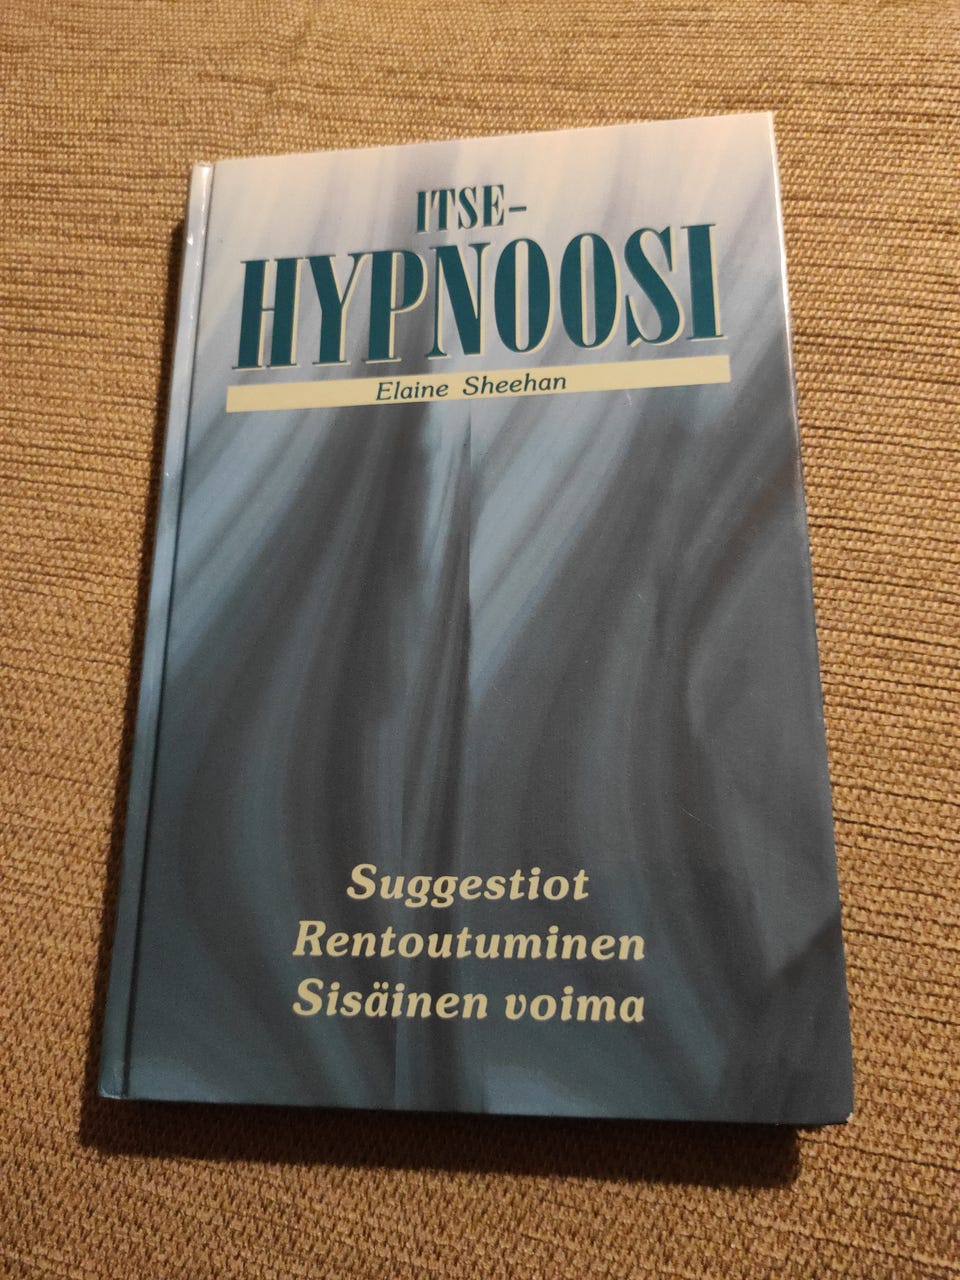 ITSE-
HYPNOOSI
Elaine Sheehan
Suggestiot
Rentoutuminen
Sisäinen voima